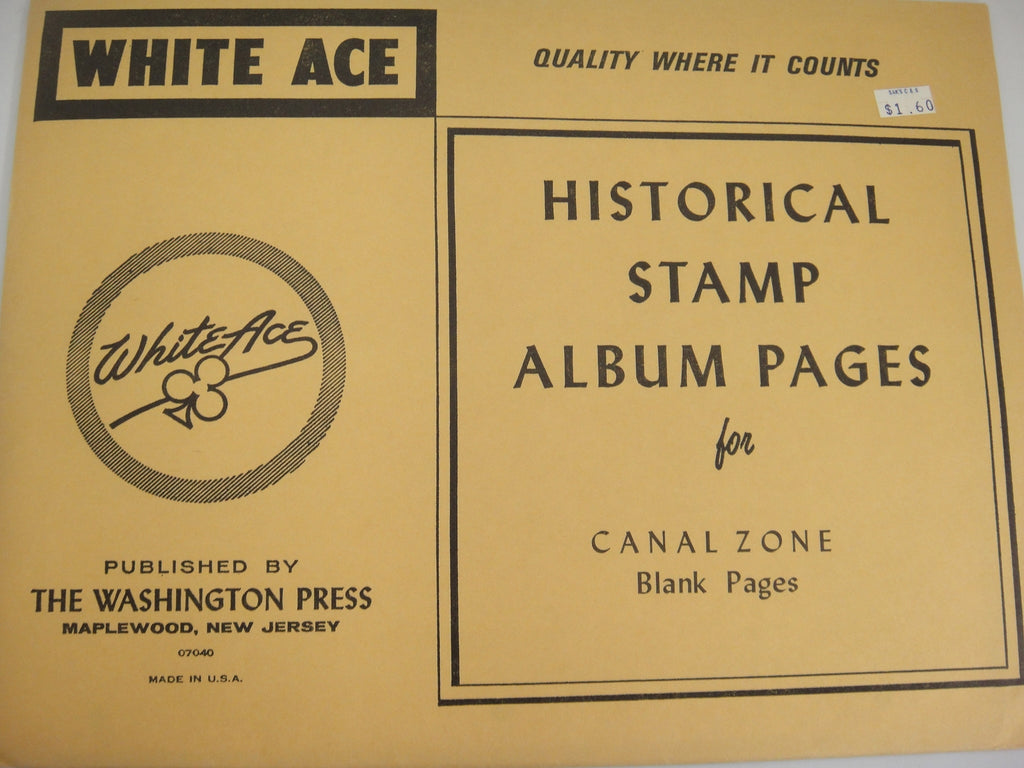 WHITE ACE
QUALITY WHERE IT COUNTS
$1.60
HISTORICAL
STAMP
ALBUM PAGES
for
CANAL ZONE
Blank Pages
White Ace
PUBLISHED BY
THE WASHINGTON PRESS
MAPLEWOOD, NEW JERSEY
07040
MADE IN U.S.A.